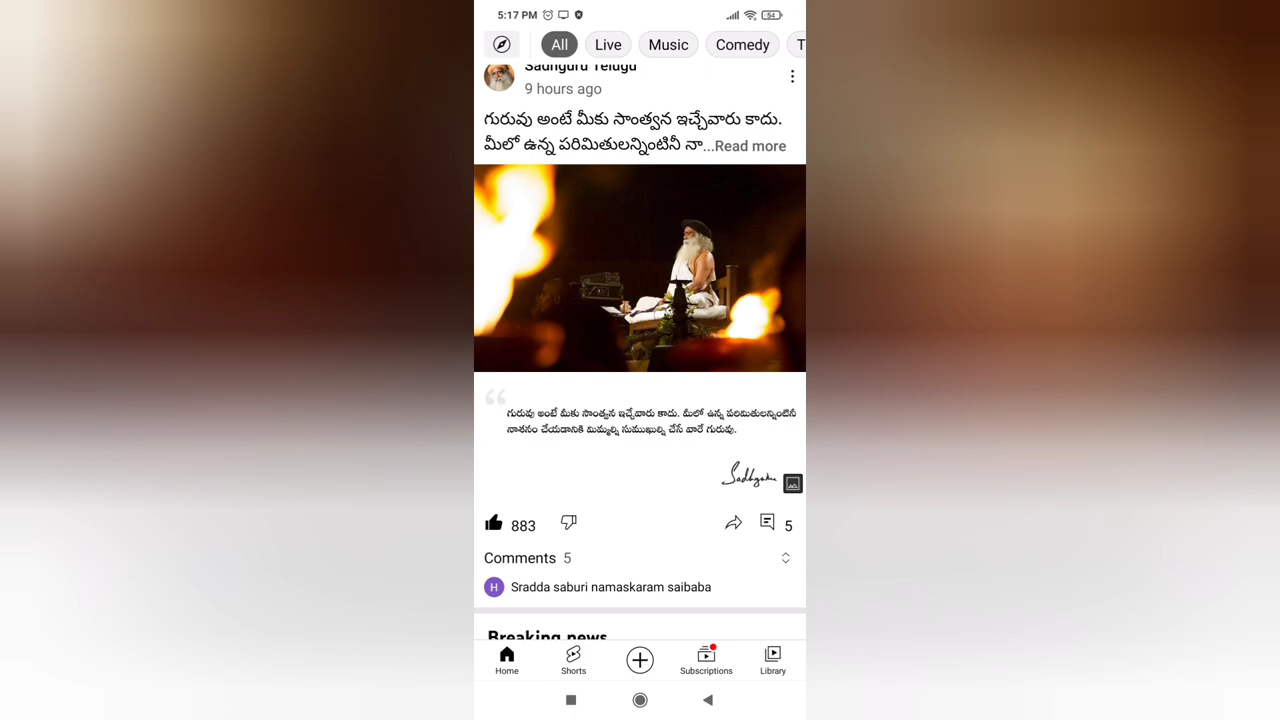 5:17 PM
54
All Live Music Comedy T
Sadhguru Telugu
9 hours ago
గురువు అంటే మీకు సాంత్వన ఇచ్చేవారు కాదు.
మీలో ఉన్న పరిమితులన్నింటినీ నా...Read more
“
గురువు అంటే మీకు సాంత్వన ఇచ్చేవారు కాదు. మీలో ఉన్న పరిమితులన్నింటినీ
నాశనం చేయడానికి మిమ్మల్ని సుముఖుల్ని చేసే వారే గురువు.
Sadhguru
883
5
Comments 5
H Sradda saburi namaskaram saibaba
Breaking news
Home Shorts Subscriptions Library